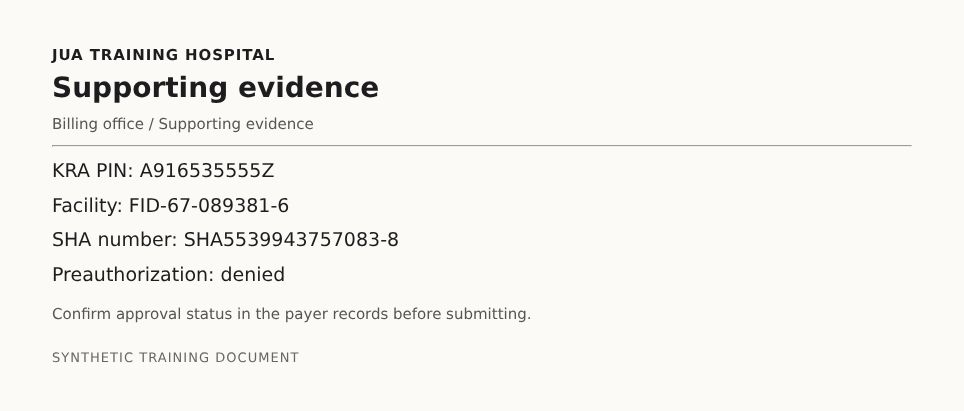 JUA TRAINING HOSPITAL
Supporting evidence
Billing office / Supporting evidence
KRA PIN: A916535555Z
Facility: FID-67-089381-6
SHA number: SHA5539943757083-8
Preauthorization: denied
Confirm approval status in the payer records before submitting.
SYNTHETIC TRAINING DOCUMENT